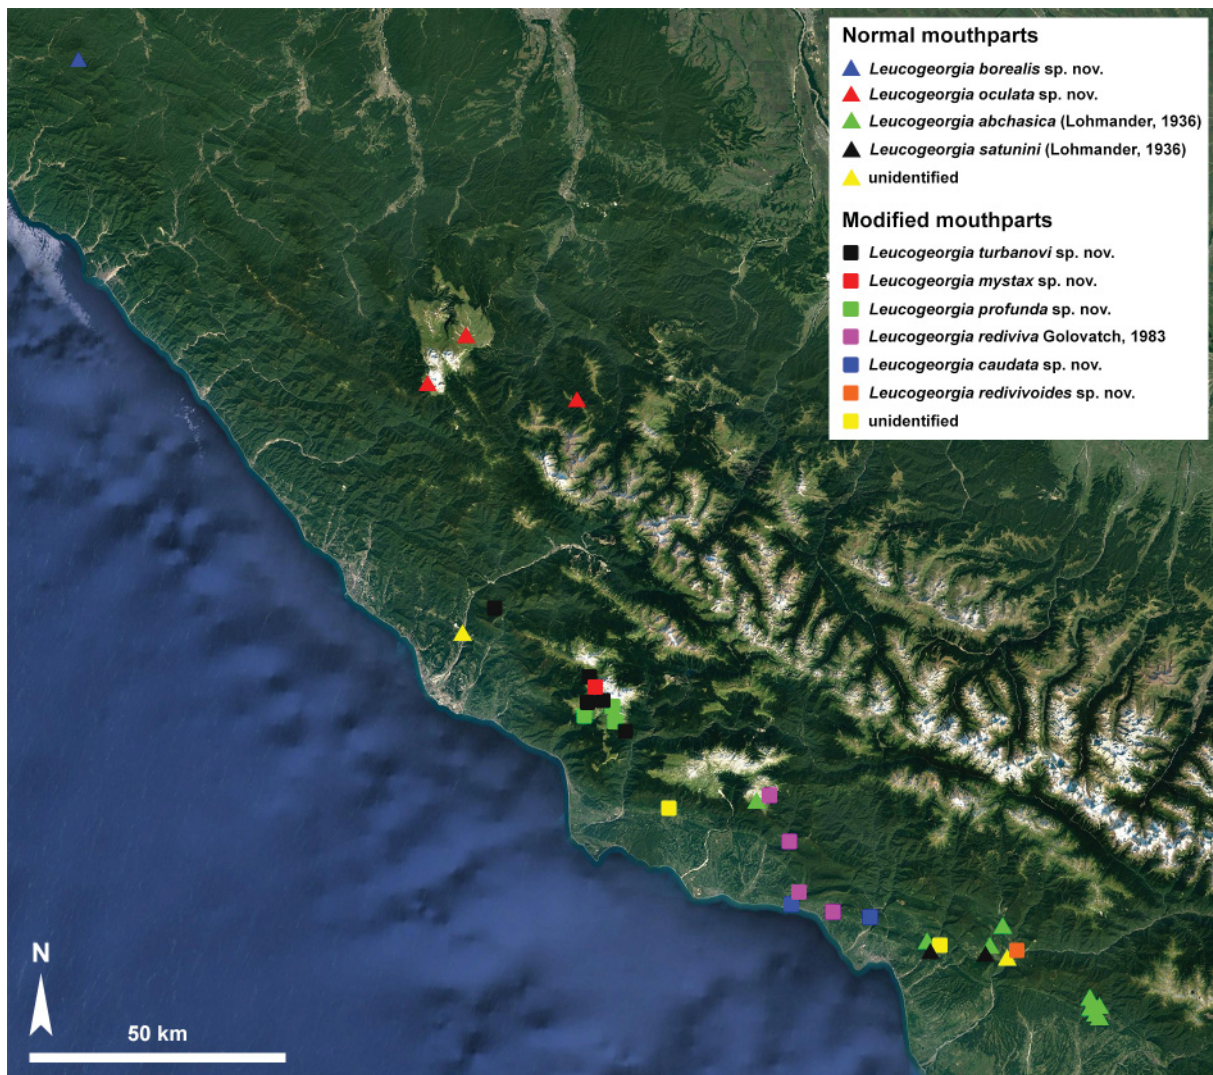 Normal mouthparts
Leucogeorgia borealis sp. nov.
Leucogeorgia oculata sp. nov.
Leucogeorgia abchasica (Lohmander, 1936)
Leucogeorgia satunini (Lohmander, 1936)
unidentified
Modified mouthparts
Leucogeorgia turbanovi sp. nov.
Leucogeorgia mystax sp. nov.
Leucogeorgia profunda sp. nov.
Leucogeorgia rediviva Golovatch, 1983
Leucogeorgia caudata sp. nov.
Leucogeorgia redivivoides sp. nov.
unidentified
N
50 km